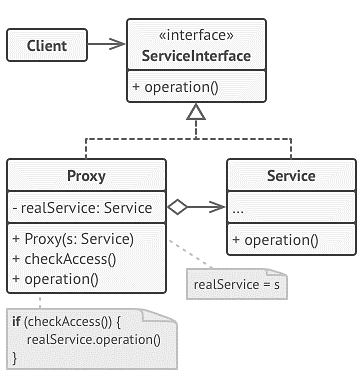 Client
«interface»
ServiceInterface
+ operation()
Proxy
- realService: Service
+ Proxy(s: Service)
+ checkAccess()
+ operation()
Service
...
+ operation()
realService = s
if (checkAccess()) {
realService.operation()
}